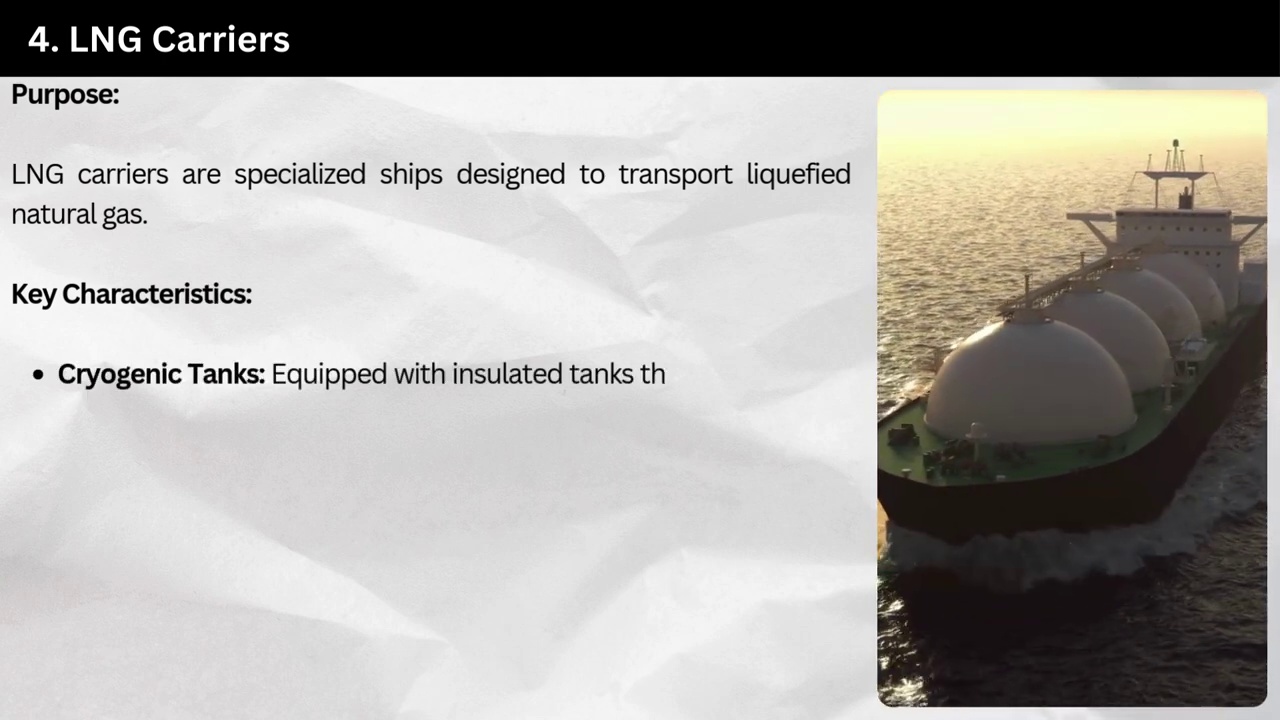 4. LNG Carriers
Purpose:
LNG carriers are specialized ships designed to transport liquefied
natural gas.
Key Characteristics:
• Cryogenic Tanks: Equipped with insulated tanks th